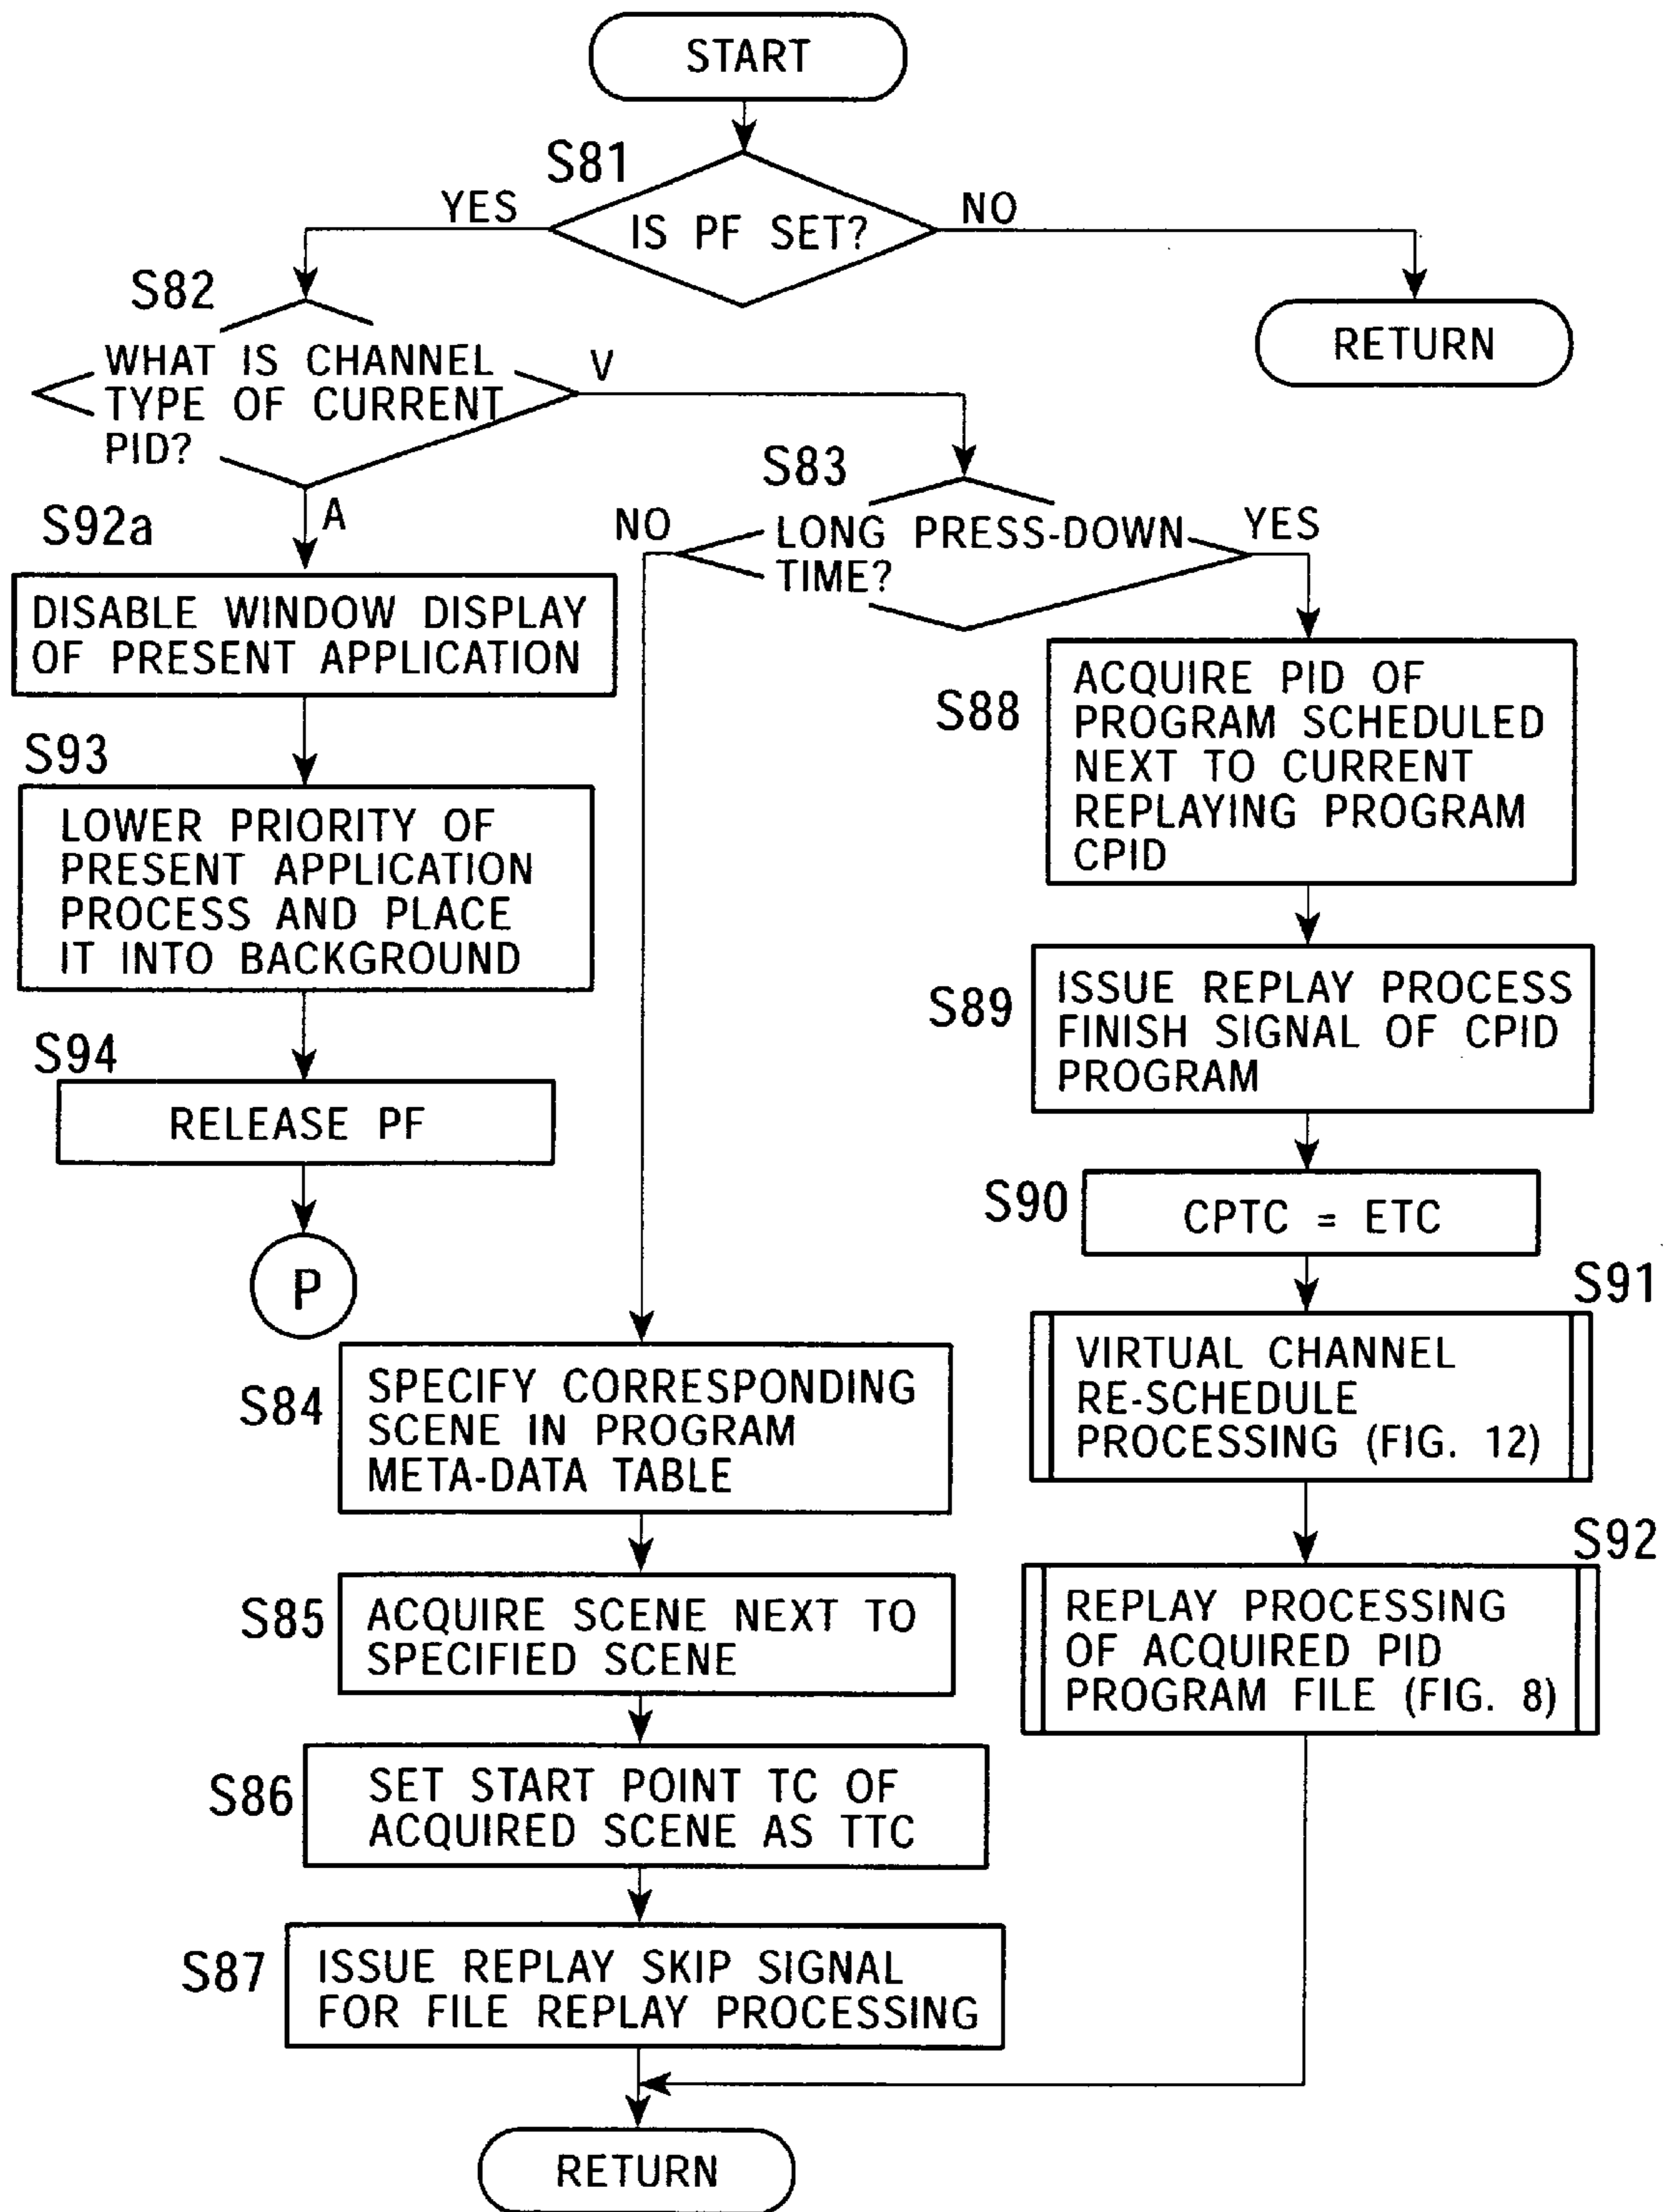 START
S81
YES
IS PF SET?
NO
RETURN
S82
WHAT IS CHANNEL
TYPE OF CURRENT
PID?
V
A
S83
NO
LONG PRESS-DOWN
TIME?
YES
S92a
DISABLE WINDOW DISPLAY
OF PRESENT APPLICATION
S93
LOWER PRIORITY OF
PRESENT APPLICATION
PROCESS AND PLACE
IT INTO BACKGROUND
S94
RELEASE PF
P
S88
ACQUIRE PID OF
PROGRAM SCHEDULED
NEXT TO CURRENT
REPLAYING PROGRAM
CPID
S89
ISSUE REPLAY PROCESS
FINISH SIGNAL OF CPID
PROGRAM
S90
CPTC = ETC
S91
VIRTUAL CHANNEL
RE-SCHEDULE
PROCESSING (FIG. 12)
S92
REPLAY PROCESSING
OF ACQUIRED PID
PROGRAM FILE (FIG. 8)
S84
SPECIFY CORRESPONDING
SCENE IN PROGRAM
META-DATA TABLE
S85
ACQUIRE SCENE NEXT TO
SPECIFIED SCENE
S86
SET START POINT TC OF
ACQUIRED SCENE AS TTC
S87
ISSUE REPLAY SKIP SIGNAL
FOR FILE REPLAY PROCESSING
RETURN